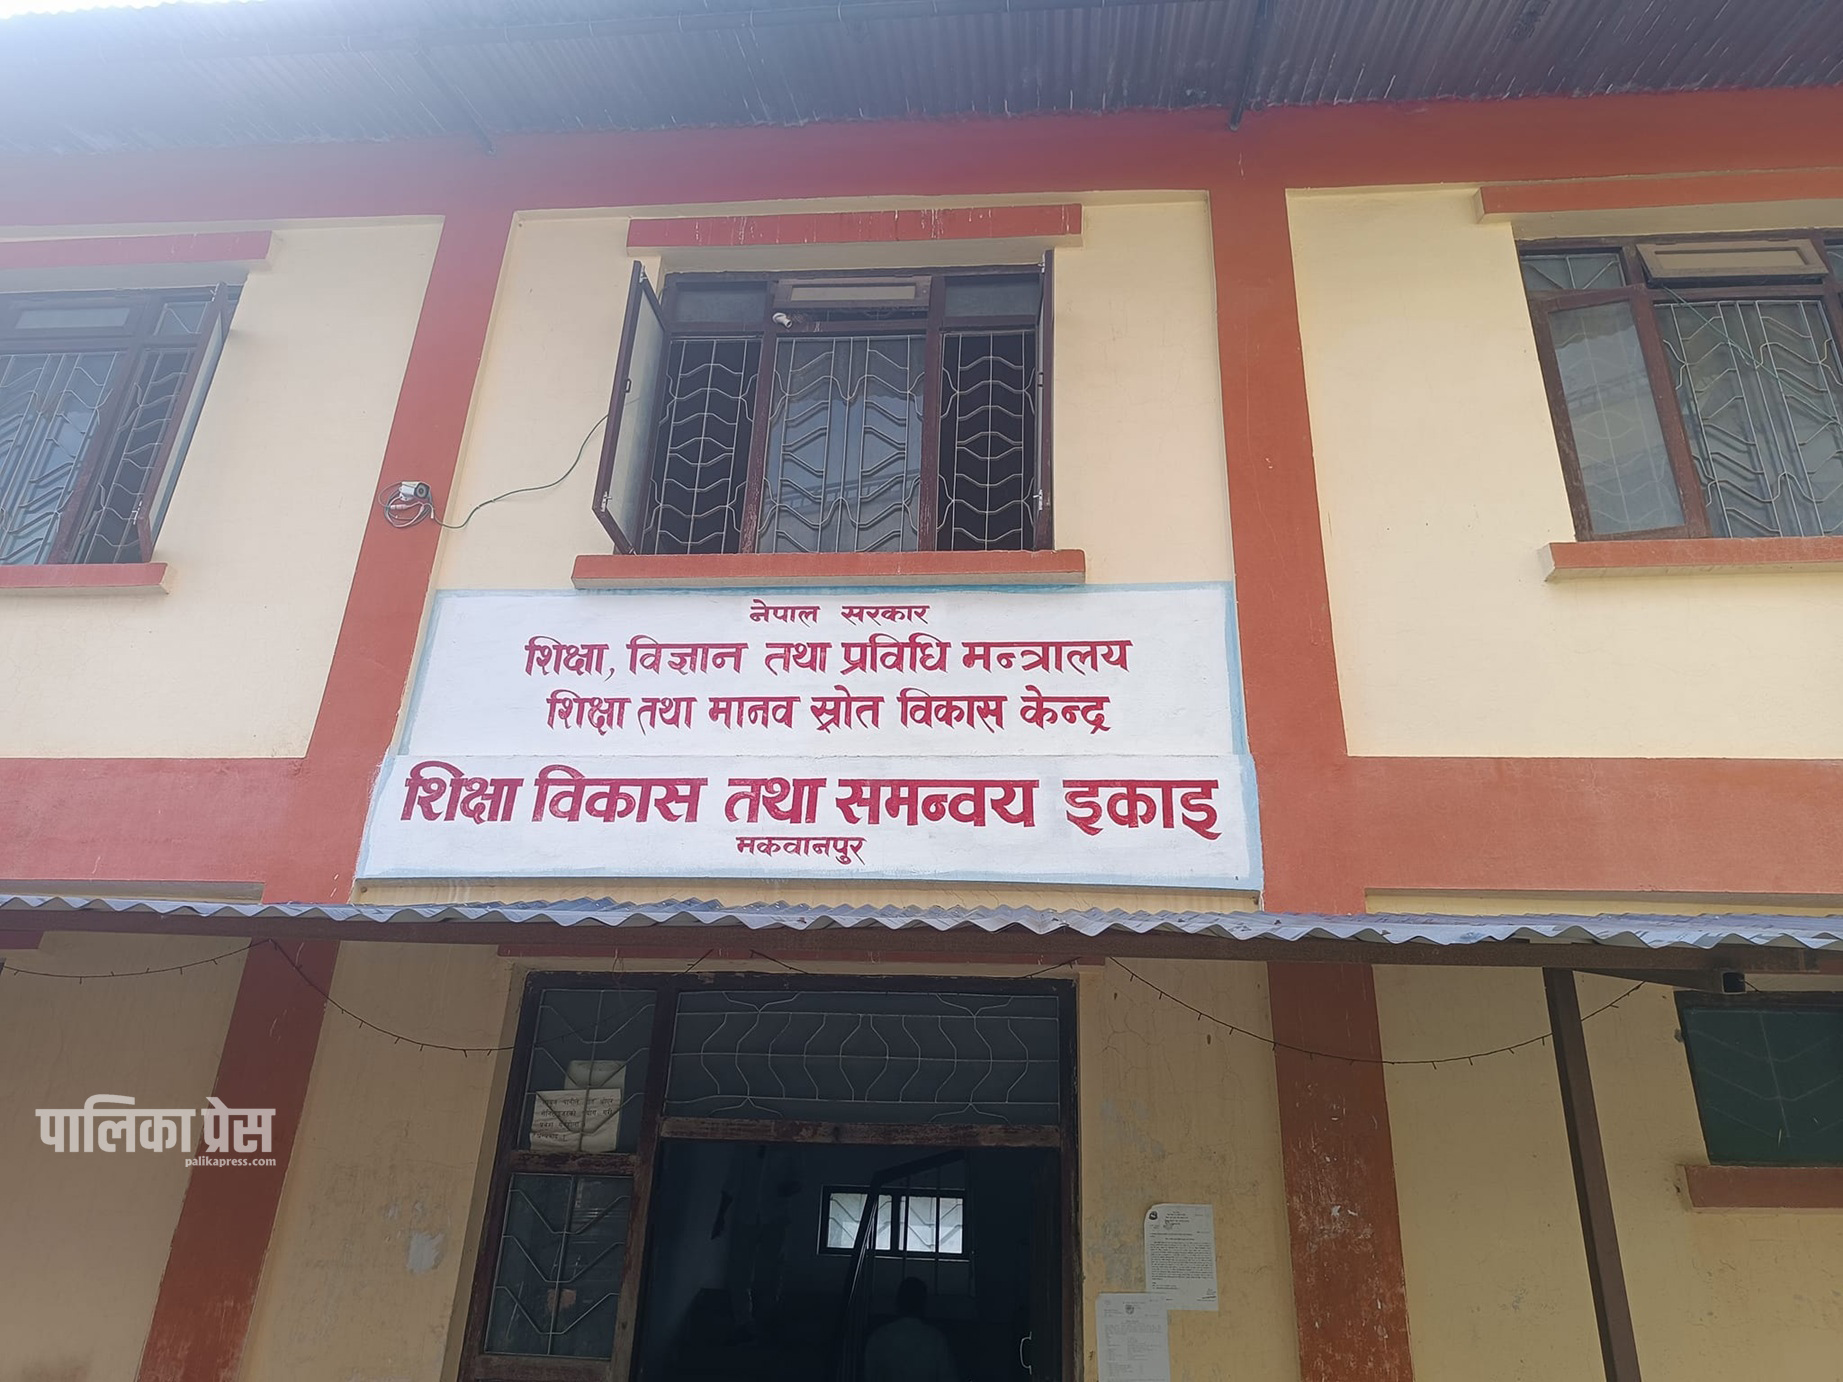 नेपाल सरकार
शिक्षा, विज्ञान तथा प्रविधि मन्त्रालय
शिक्षा तथा मानव स्रोत विकास केन्द्र
शिक्षा विकास तथा समन्वय इकाइ
मकवानपुर
पालिका प्रेस
palikapress.com